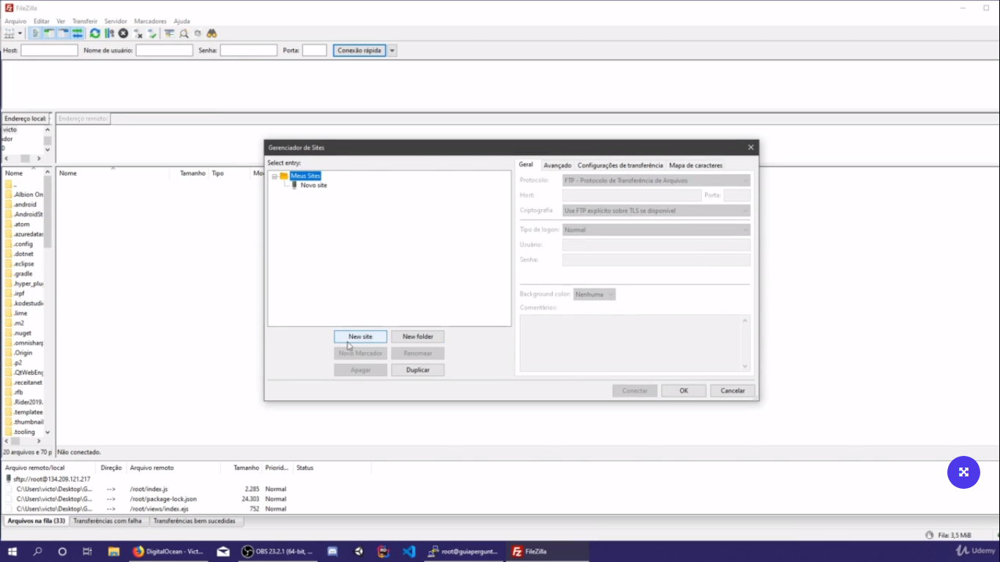 FileZilla
Arquivo Editar Ver Transferir Servidor Marcadores Ajuda
Host: Nome de usuário: Senha: Porta: Conexão rápida
Endereço local: Endereço remoto:
victo
dor
0
Nome Nome Tamanho Tipo Mo
..
.Albion On
.android
.AndroidSt
.atom
.azuredatas
.config
.dotnet
.eclipse
.gradle
.hyper_plu
.irpf
.kodestudi
.lime
.m2
.nuget
.omnisharp
.Origin
.p2
.QtWebEng
.receitanet
.rfb
.Rider2019.
.templatee
.thumbnail
.tooling
20 arquivos e 70 p Não conectado.
Gerenciador de Sites
Select entry:
Meus Sites
Novo site
New site New folder
Novo Marcador Renomear
Apagar Duplicar
Geral Avançado Configurações de transferência Mapa de caracteres
Protocolo: FTP - Protocolo de Transferência de Arquivos
Host: Porta:
Criptografia Use FTP explícito sobre TLS se disponível
Tipo de logon: Normal
Usuário:
Senha:
Background color: Nenhuma
Comentários:
Conectar OK Cancelar
Arquivo remoto/local Direção Arquivo remoto Tamanho Priorid... Status
sftp://root@134.209.121.217
C:\Users\victo\Desktop\G... --> /root/index.js 2.285 Normal
C:\Users\victo\Desktop\G... --> /root/package-lock.json 24.303 Normal
C:\Users\victo\Desktop\G... --> /root/views/index.ejs 752 Normal
Arquivos na fila (33) Transferências com falha Transferências bem sucedidas
Fila: 3,5 MiB
DigitalOcean - Vict... OBS 23.2.1 (64-bit, ... root@guiapergunt... FileZilla
Udemy